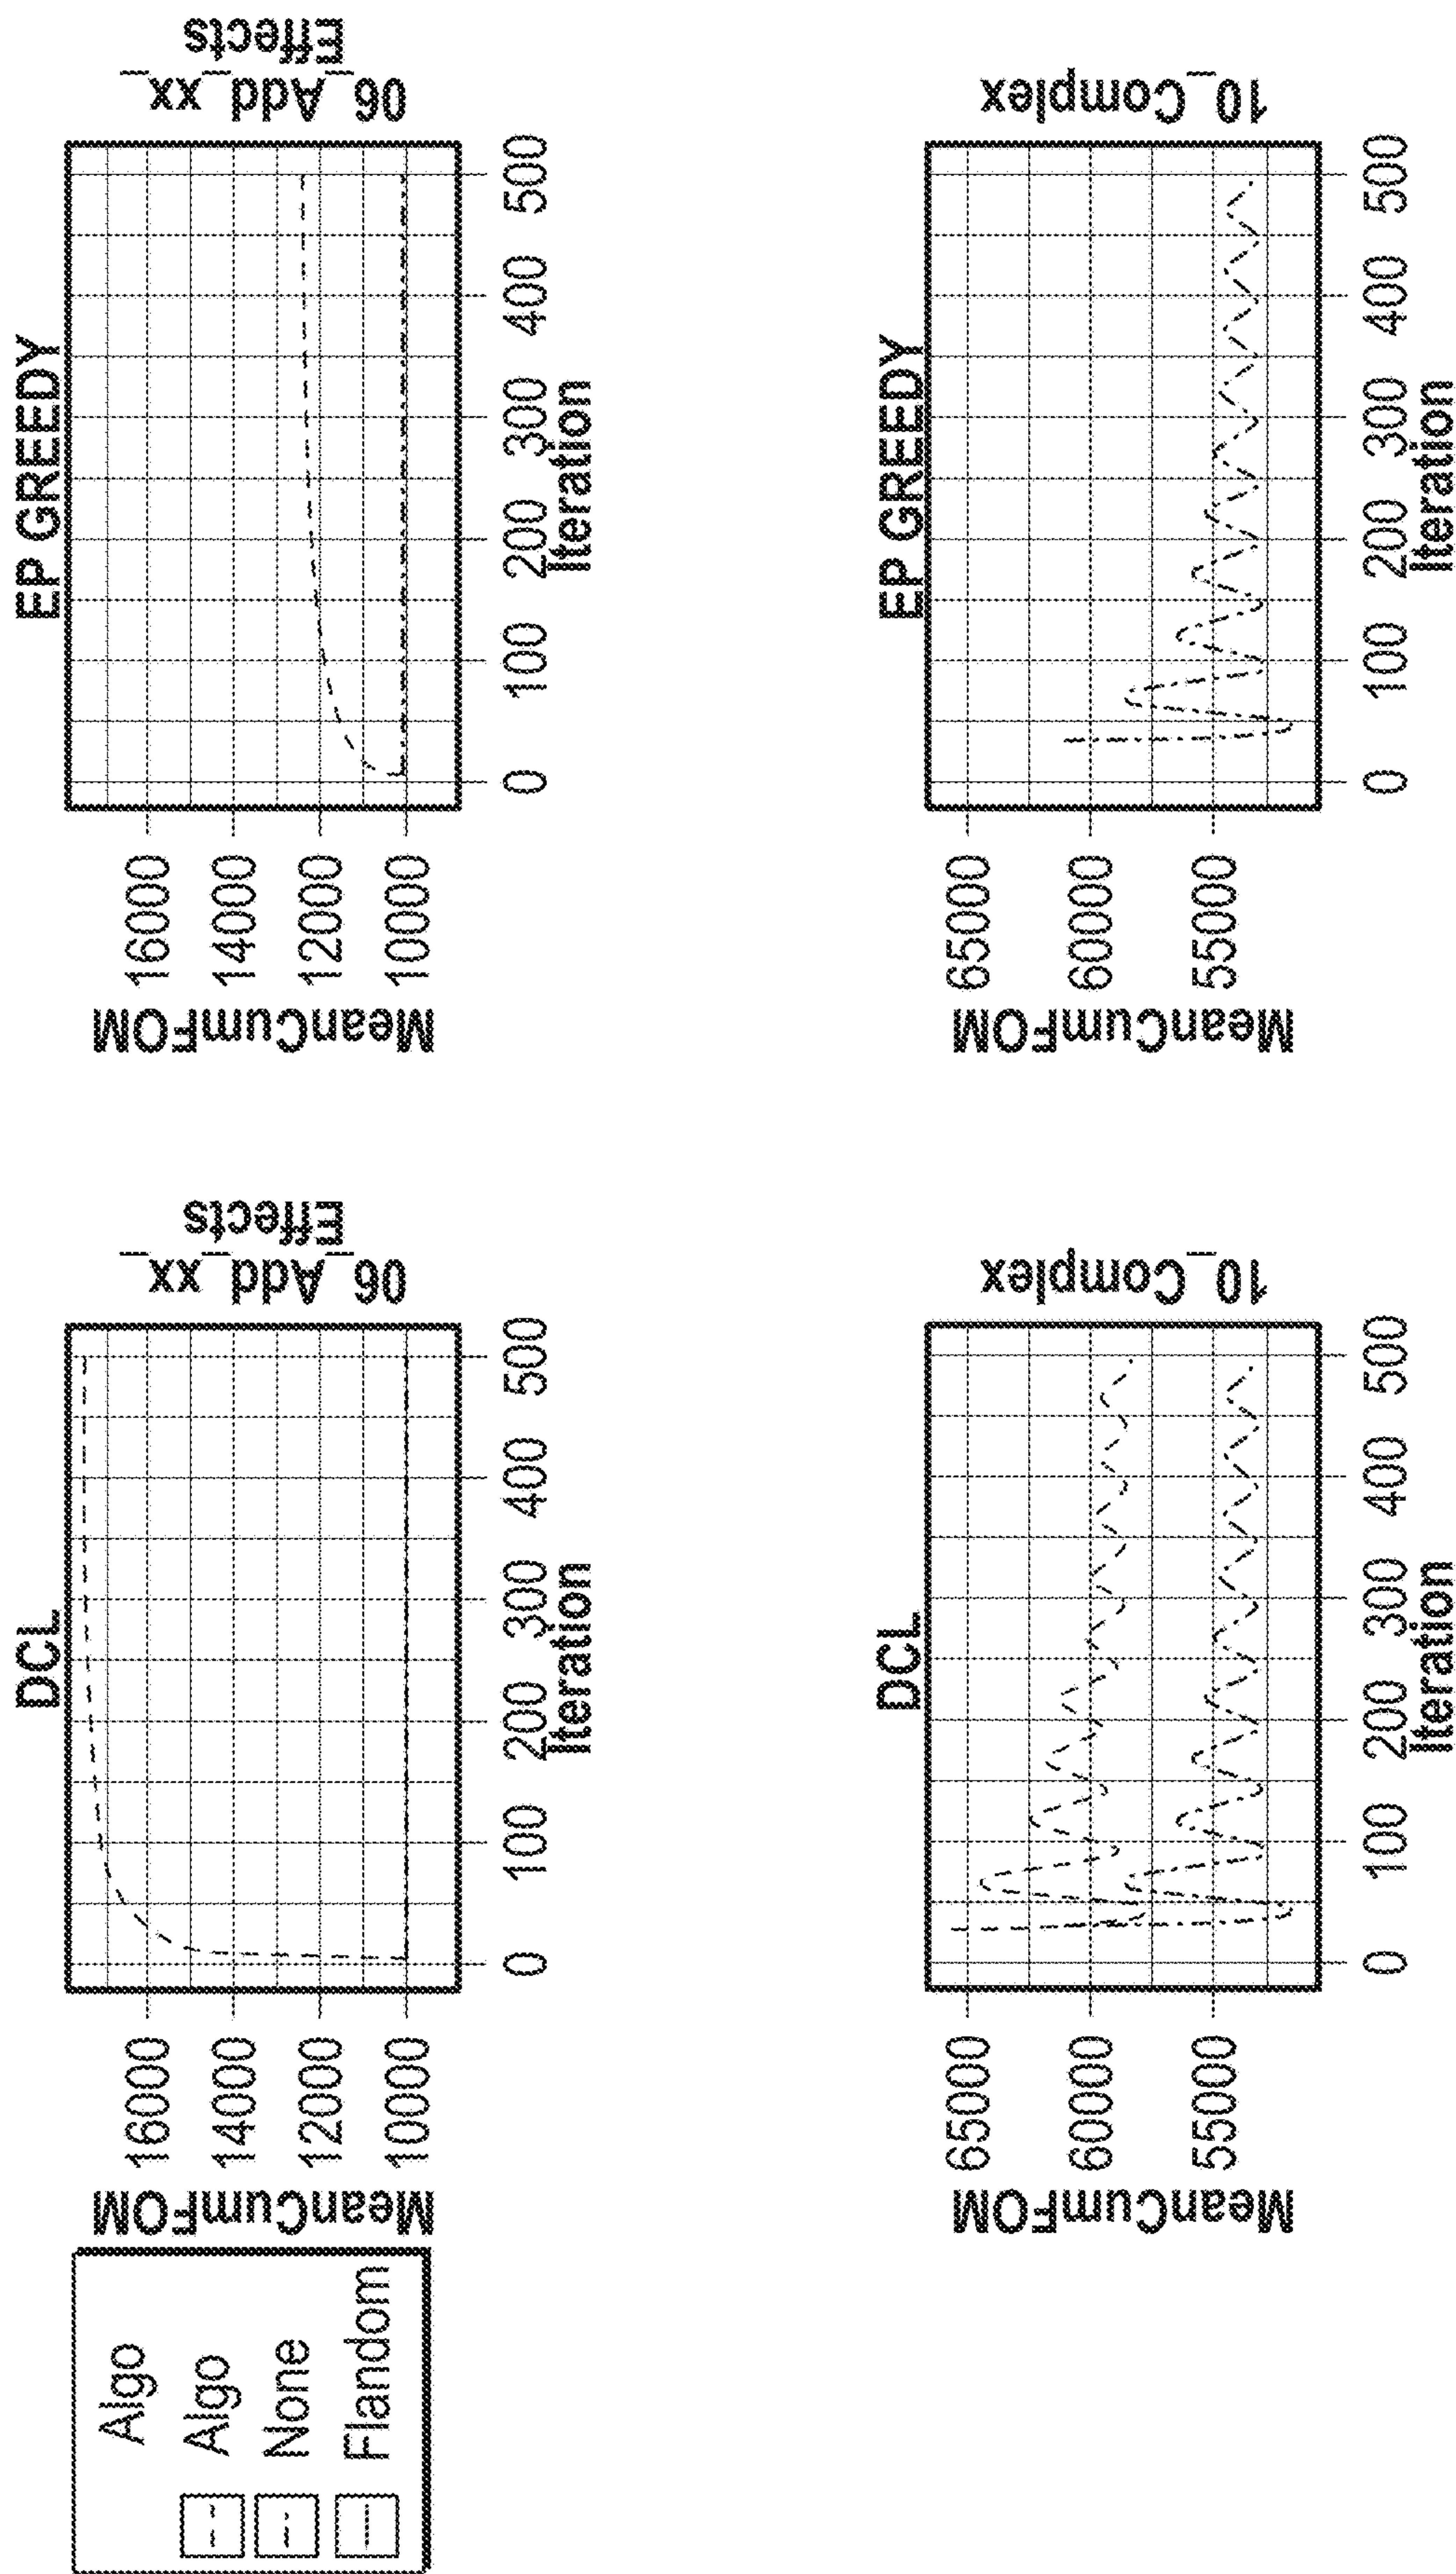 Algo
Algo
None
Flandom
DCL
MeanCumFOM
16000
14000
12000
10000
0 100 200 300 400 500
Iteration
06_Add_xx_
Effects
EP GREEDY
MeanCumFOM
16000
14000
12000
10000
0 100 200 300 400 500
Iteration
06_Add_xx_
Effects
DCL
MeanCumFOM
65000
60000
55000
0 100 200 300 400 500
Iteration
10_Complex
EP GREEDY
MeanCumFOM
65000
60000
55000
0 100 200 300 400 500
Iteration
10_Complex